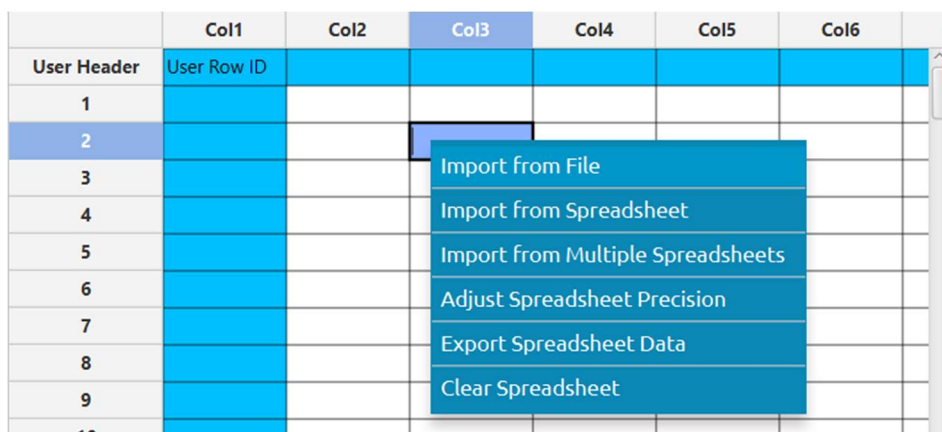 Col1 Col2 Col3 Col4 Col5 Col6
User Header User Row ID
1
2
3
4
5
6
7
8
9
Import from File
Import from Spreadsheet
Import from Multiple Spreadsheets
Adjust Spreadsheet Precision
Export Spreadsheet Data
Clear Spreadsheet